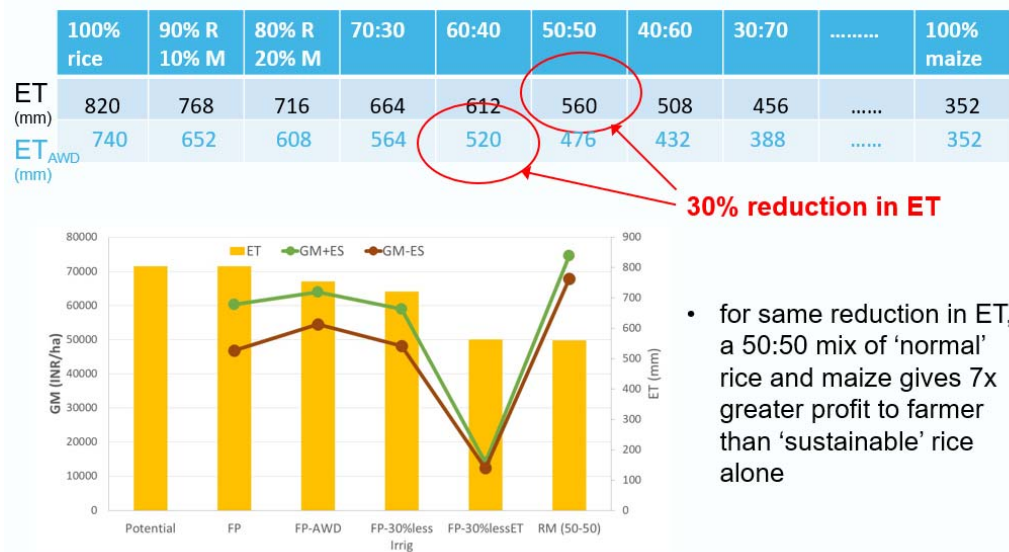 100% rice 90% R 10% M 80% R 20% M 70:30 60:40 50:50 40:60 30:70 ......... 100% maize
ET (mm) 820 768 716 664 612 560 508 456 ...... 352
ET AWD (mm) 740 652 608 564 520 476 432 388 ...... 352
30% reduction in ET
80000
70000
60000
50000
40000
30000
20000
10000
0
GM (INR/ha)
ET GM+ES GM-ES
900
800
700
600
500
400
300
200
100
0
ET (mm)
Potential FP FP-AWD FP-30%less Irrig FP-30%lessET RM (50-50)
• for same reduction in ET,
a 50:50 mix of ‘normal’
rice and maize gives 7x
greater profit to farmer
than ‘sustainable’ rice
alone